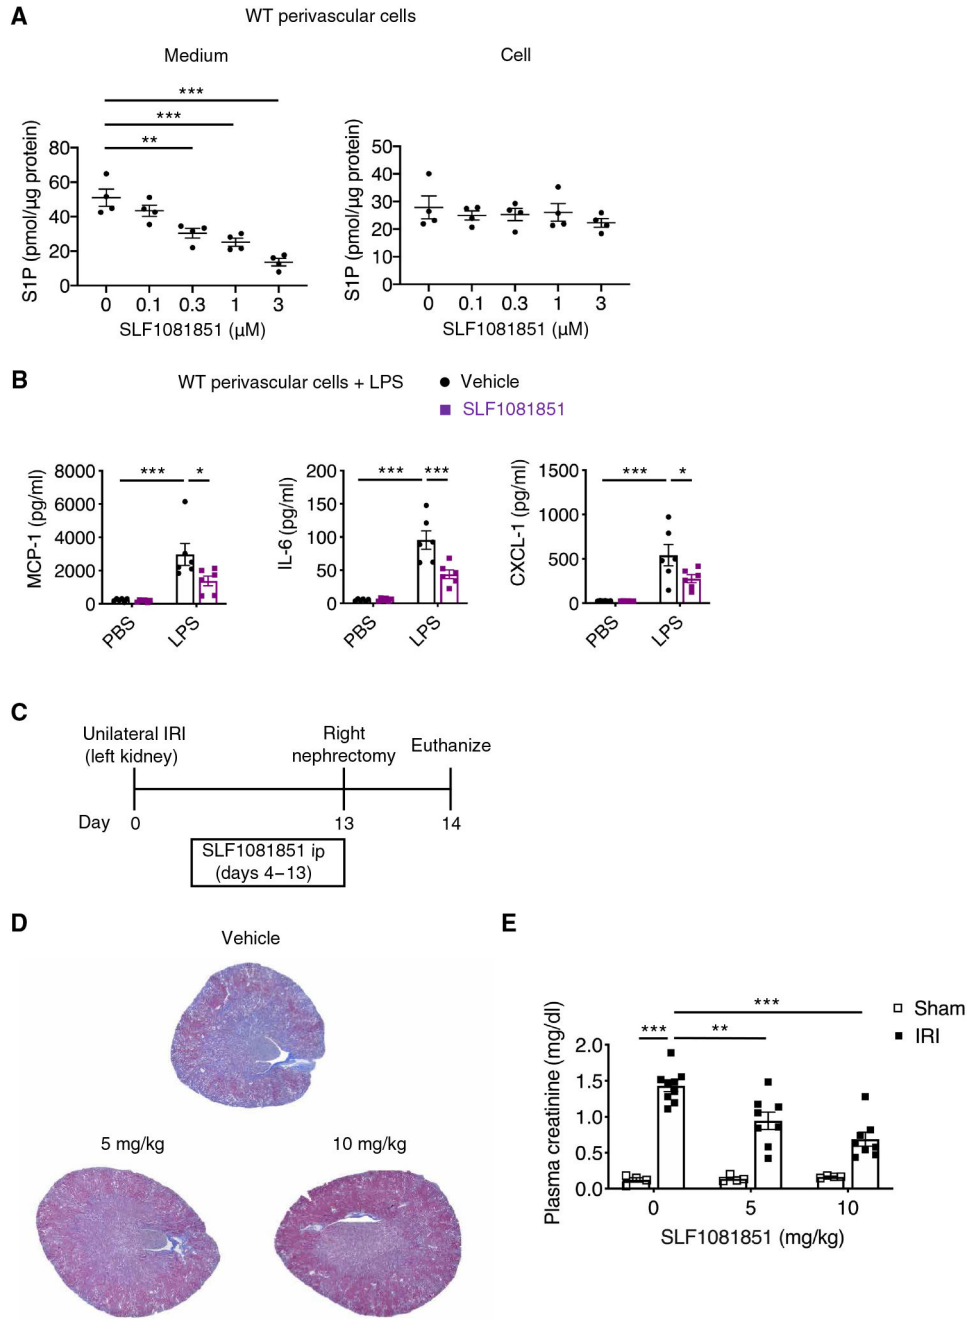 A
WT perivascular cells
Medium
Cell
***
***
**
S1P (pmol/μg protein)
80
60
40
20
0
0 0.1 0.3 1 3
SLF1081851 (μM)
S1P (pmol/μg protein)
50
40
30
20
10
0
0 0.1 0.3 1 3
SLF1081851 (μM)
B
WT perivascular cells + LPS
Vehicle
SLF1081851
*** *
MCP-1 (pg/ml)
8000
6000
4000
2000
0
PBS LPS
*** ***
IL-6 (pg/ml)
200
150
100
50
0
PBS LPS
*** *
CXCL-1 (pg/ml)
1500
1000
500
0
PBS LPS
C
Unilateral IRI
(left kidney)
Right
nephrectomy
Euthanize
Day 0 13 14
SLF1081851 ip
(days 4–13)
D
Vehicle
5 mg/kg
10 mg/kg
E
***
*** **
Sham
IRI
Plasma creatinine (mg/dl)
2.0
1.5
1.0
0.5
0.0
0 5 10
SLF1081851 (mg/kg)